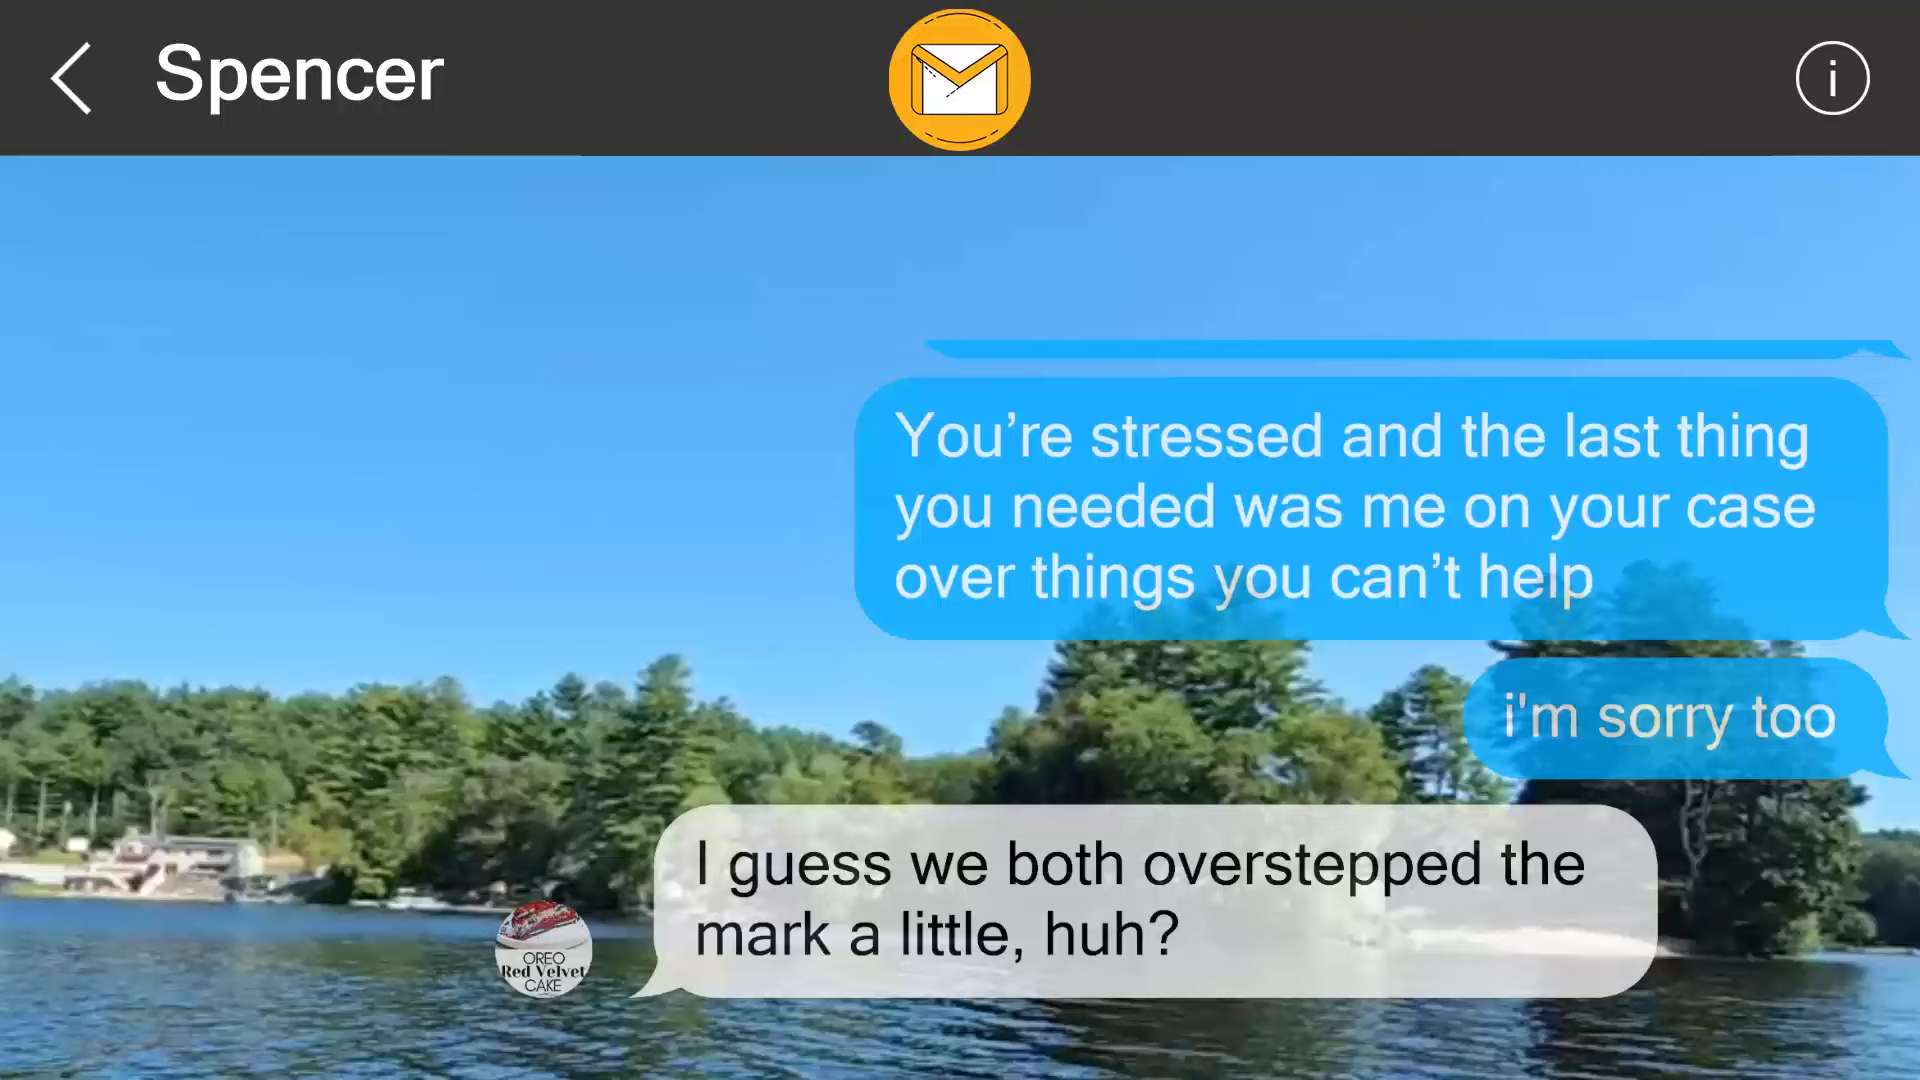 Spencer
i
You’re stressed and the last thing
you needed was me on your case
over things you can’t help
i'm sorry too
I guess we both overstepped the
mark a little, huh?
OREO
Red Velvet
CAKE